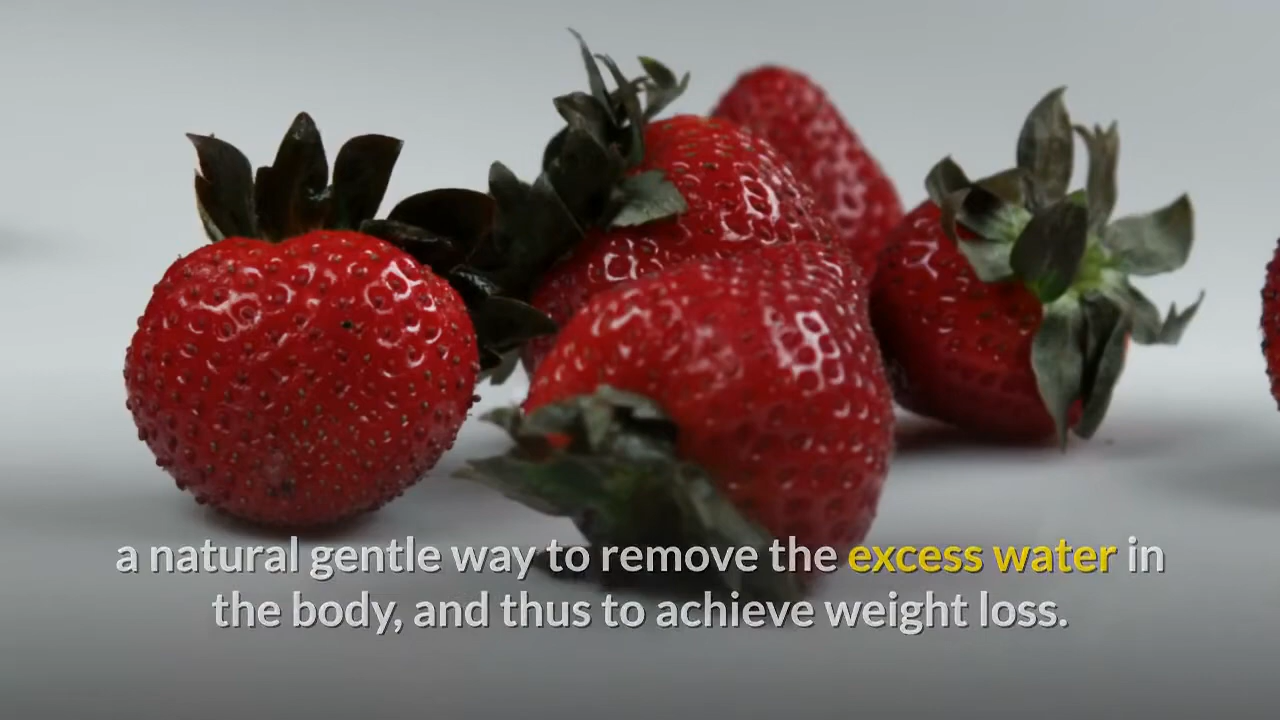 a natural gentle way to remove the excess water in
the body, and thus to achieve weight loss.